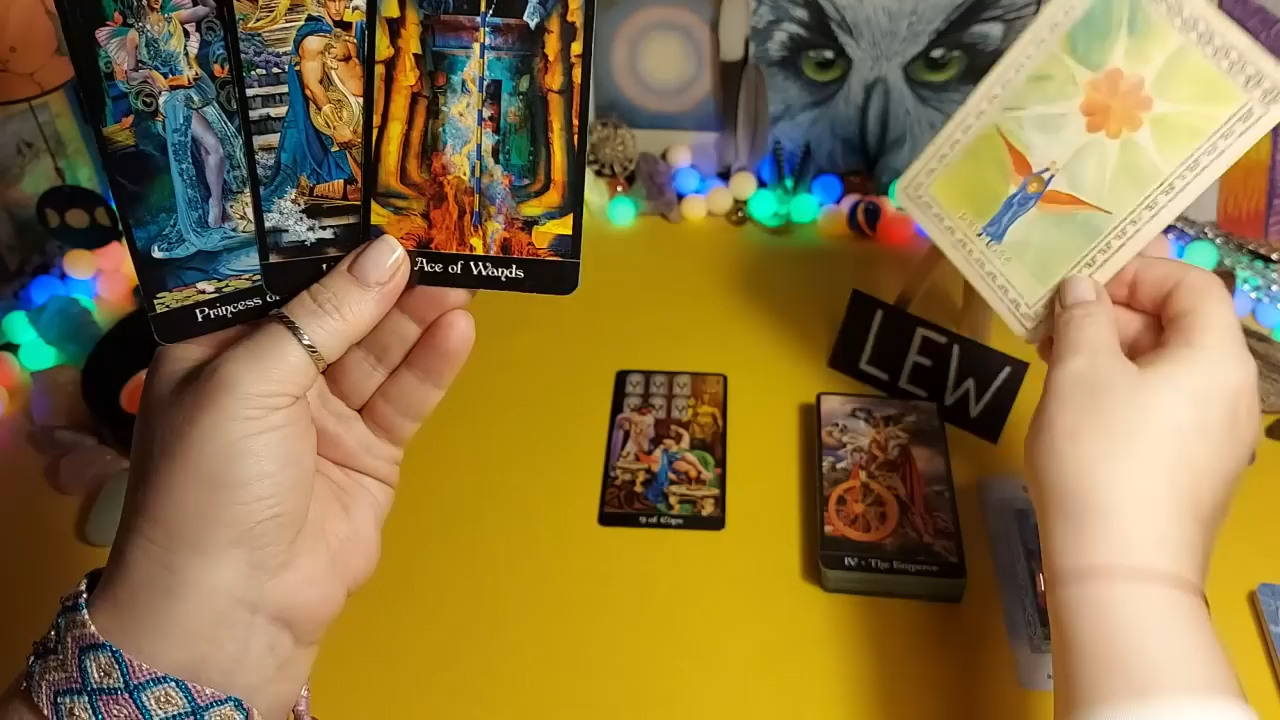 Princess o
Ace of Wands
LEW
9 of Cups
IV · The Emperor